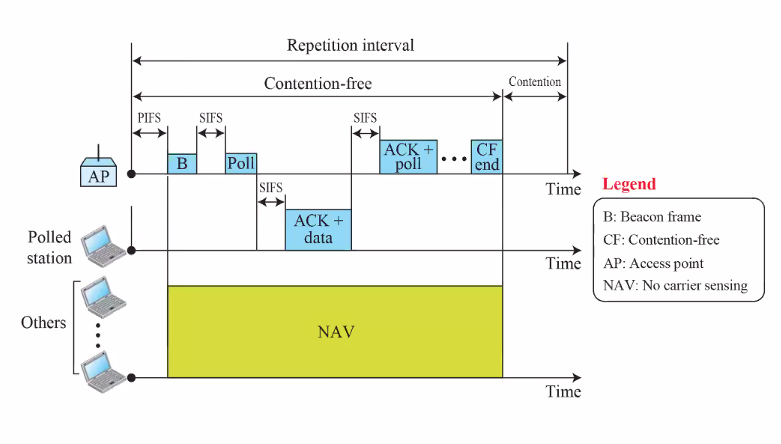 Repetition interval
Contention-free
Contention
PIFS
SIFS
SIFS
B
Poll
ACK +
poll
CF
end
AP
Time
SIFS
ACK +
data
Polled
station
Time
Others
NAV
Time
Legend
B: Beacon frame
CF: Contention-free
AP: Access point
NAV: No carrier sensing